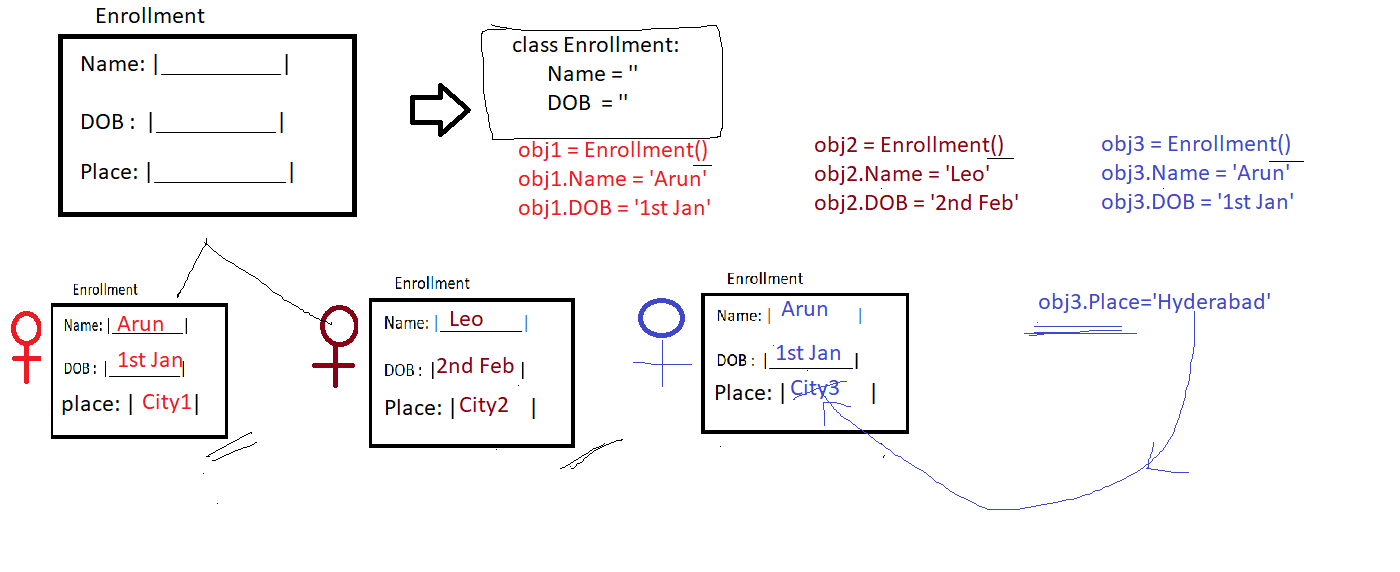 Enrollment
Name: |__________|
DOB : |__________|
Place: |___________|
class Enrollment:
Name = ''
DOB = ''
obj1 = Enrollment()
obj1.Name = 'Arun'
obj1.DOB = '1st Jan'
obj2 = Enrollment()
obj2.Name = 'Leo'
obj2.DOB = '2nd Feb'
obj3 = Enrollment()
obj3.Name = 'Arun'
obj3.DOB = '1st Jan'
Enrollment
Name: | Arun |
DOB : | 1st Jan |
place: | City1 |
Enrollment
Name: | Leo |
DOB : | 2nd Feb |
Place: | City2 |
Enrollment
Name: | Arun |
DOB : | 1st Jan |
Place: | City3 |
obj3.Place='Hyderabad'